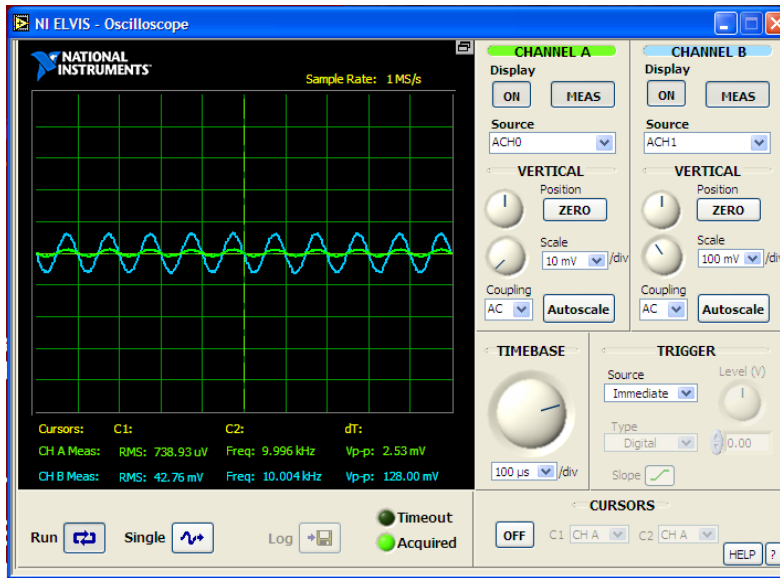 NI ELVIS - Oscilloscope
NATIONAL
INSTRUMENTS
Sample Rate: 1 MS/s
Cursors: C1: C2: dT:
CH A Meas: RMS: 738.93 uV Freq: 9.996 kHz Vp-p: 2.53 mV
CH B Meas: RMS: 42.76 mV Freq: 10.004 kHz Vp-p: 128.00 mV
Run Single Log
Timeout
Acquired
CHANNEL A
Display
ON MEAS
Source
ACH0
VERTICAL
Position
ZERO
Scale
10 mV /div
Coupling
AC Autoscale
CHANNEL B
Display
ON MEAS
Source
ACH1
VERTICAL
Position
ZERO
Scale
100 mV /div
Coupling
AC Autoscale
TIMEBASE
100 µs /div
TRIGGER
Source
Immediate
Level (V)
Type
Digital
0.00
Slope
CURSORS
OFF C1 CH A C2 CH A
HELP ?